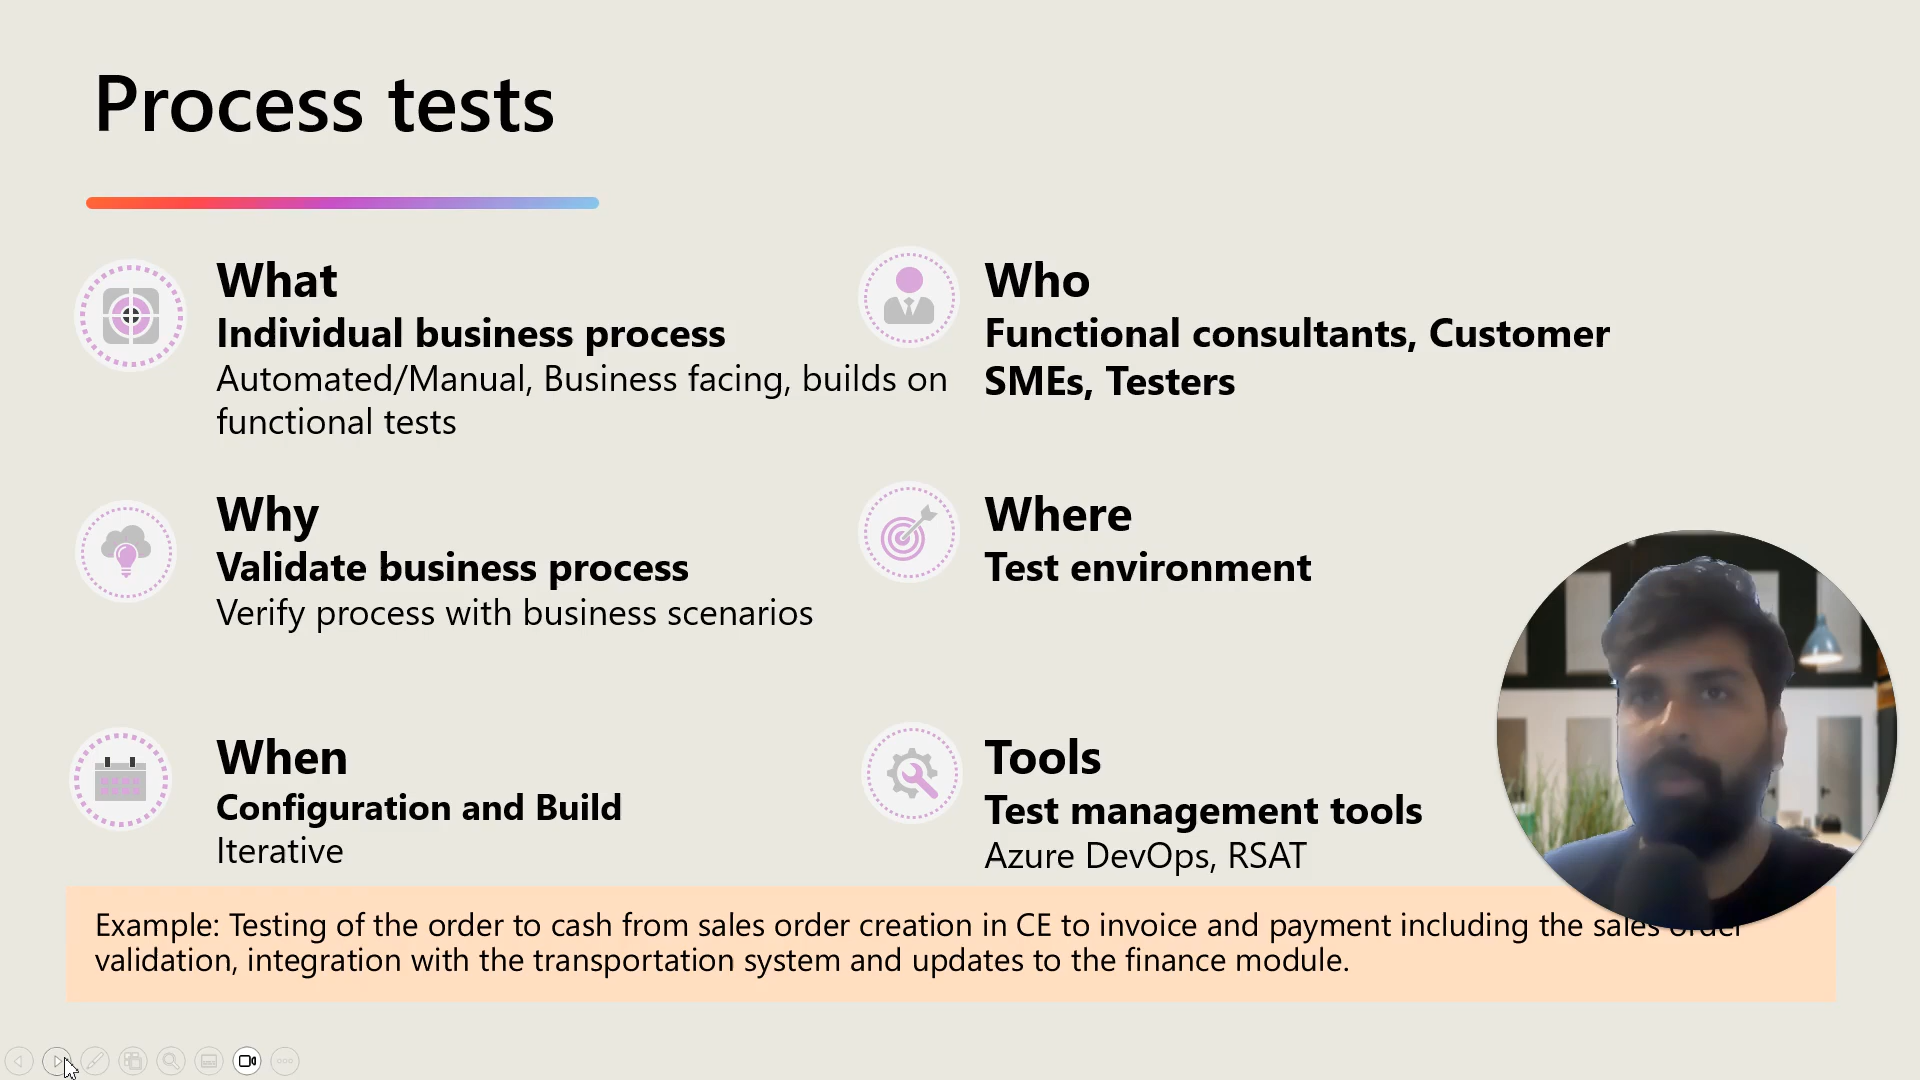 Process tests
What
Individual business process
Automated/Manual, Business facing, builds on
functional tests
Who
Functional consultants, Customer
SMEs, Testers
Why
Validate business process
Verify process with business scenarios
Where
Test environment
When
Configuration and Build
Iterative
Tools
Test management tools
Azure DevOps, RSAT
Example: Testing of the order to cash from sales order creation in CE to invoice and payment including the sales order
validation, integration with the transportation system and updates to the finance module.